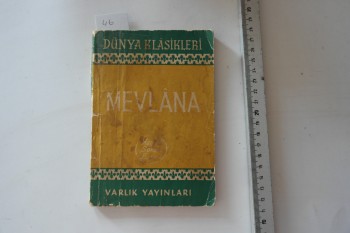 DÜNYA KLASİKLERİ
MEVLÂNA
VARLIK YAYINLARI